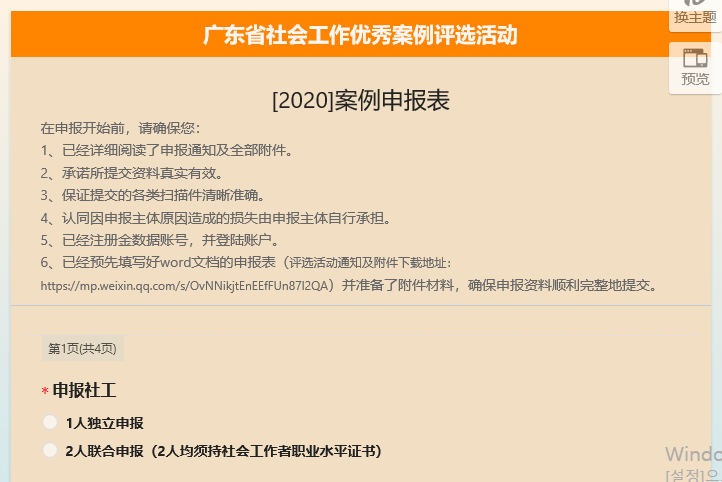 换主题
广东省社会工作优秀案例评选活动
预览
[2020]案例申报表
在申报开始前，请确保您：
1、已经详细阅读了申报通知及全部附件。
2、承诺所提交资料真实有效。
3、保证提交的各类扫描件清晰准确。
4、认同因申报主体原因造成的损失由申报主体自行承担。
5、已经注册金数据账号，并登陆账户。
6、已经预先填写好word文档的申报表（评选活动通知及附件下载地址：
https://mp.weixin.qq.com/s/OvNNikjtEnEEfFUn87I2QA）并准备了附件材料，确保申报资料顺利完整地提交。
第1页(共4页)
*申报社工
1人独立申报
2人联合申报（2人均须持社会工作者职业水平证书）
Windo
[설정]으